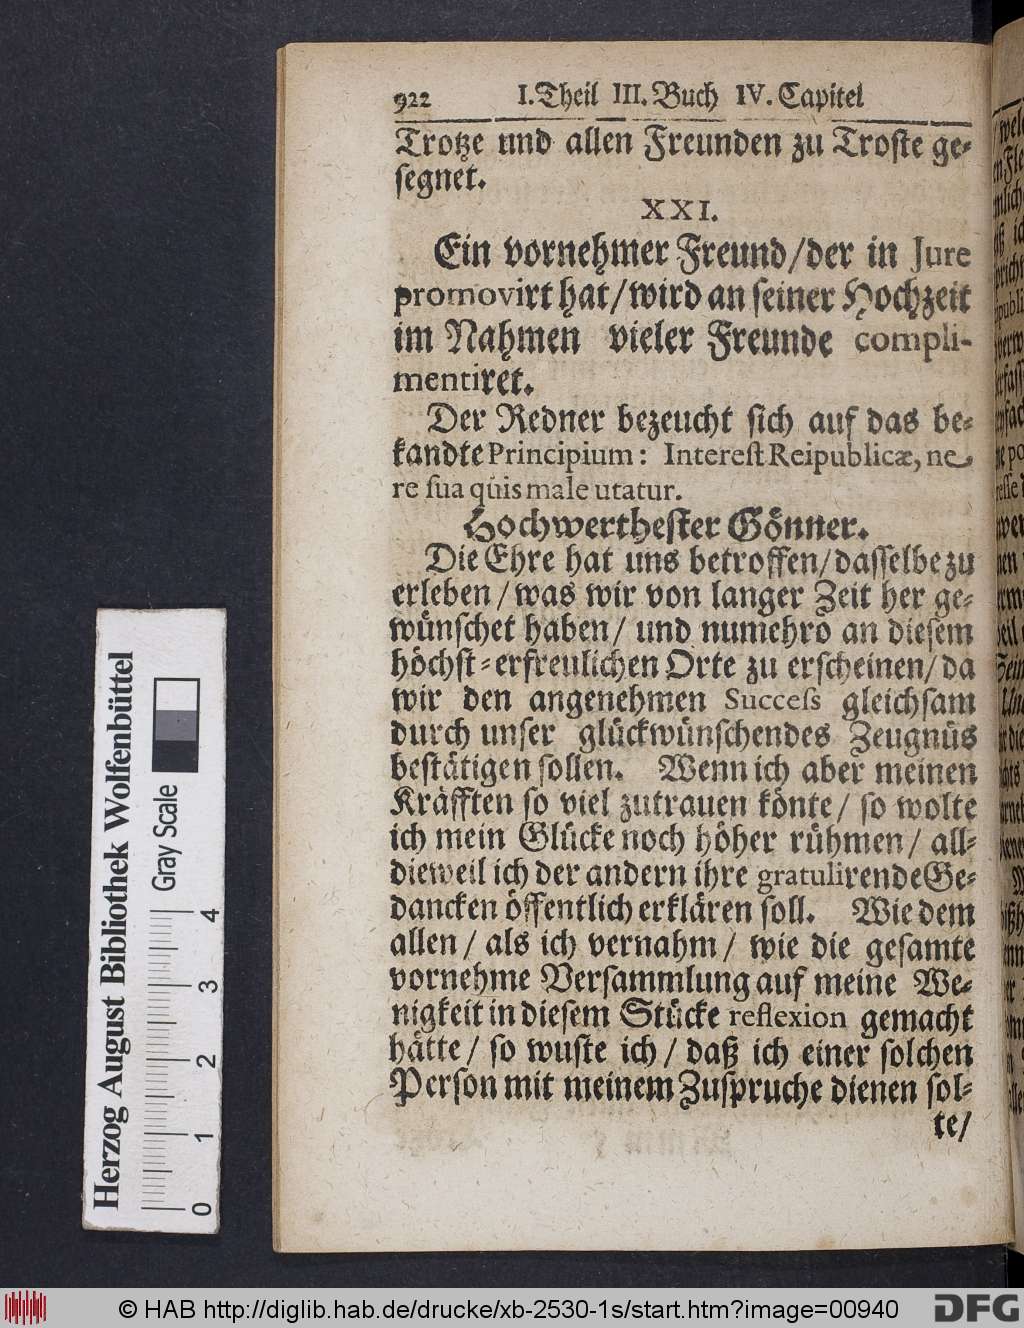 922 I. Theil III. Buch IV. Capitel
Trotze und allen Freunden zu Troste ge-
segnet.
XXI.
Ein vornehmer Freund/der in Jure
promovirt hat/wird an seiner Hochzeit
im Nahmen vieler Freunde compli-
mentiret.
Der Redner bezeucht sich auf das be-
kandte Principium: Interest Reipublicæ, ne
re sua qůis male utatur.
Hochwerthester Gönner.
Die Ehre hat uns betroffen/dasselbe zu
erleben/was wir von langer Zeit her ge-
wünschet haben/ und numehro an diesem
höchst-erfreulichen Orte zu erscheinen/da
wir den angenehmen Success gleichsam
durch unser glückwünschendes Zeugnüs
bestätigen sollen. Wenn ich aber meinen
Kräfften so viel zutrauen könte/ so wolte
ich mein Glücke noch höher rühmen/ all-
dieweil ich der andern ihre gratulirende Ge-
dancken öffentlich erklären soll. Wie dem
allen/ als ich vernahm/ wie die gesamte
vornehme Versammlung auf meine We-
nigkeit in diesem Stücke reflexion gemacht
hätte/ so wuste ich/ daß ich einer solchen
Person mit meinem Zuspruche dienen sol-
te/
Herzog August Bibliothek Wolfenbüttel
Gray Scale
0 1 2 3 4
© HAB http://diglib.hab.de/drucke/xb-2530-1s/start.htm?image=00940
DFG